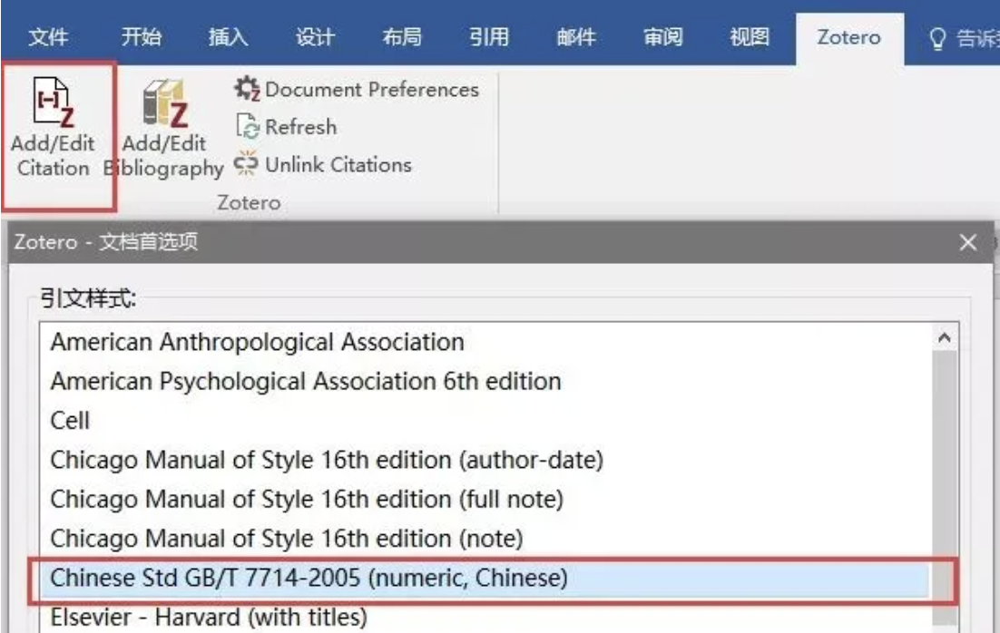 文件 开始 插入 设计 布局 引用 邮件 审阅 视图 Zotero 告诉
Add/Edit Citation
Add/Edit Bibliography
Document Preferences
Refresh
Unlink Citations
Zotero
Zotero - 文档首选项
引文样式:
American Anthropological Association
American Psychological Association 6th edition
Cell
Chicago Manual of Style 16th edition (author-date)
Chicago Manual of Style 16th edition (full note)
Chicago Manual of Style 16th edition (note)
Chinese Std GB/T 7714-2005 (numeric, Chinese)
Elsevier - Harvard (with titles)